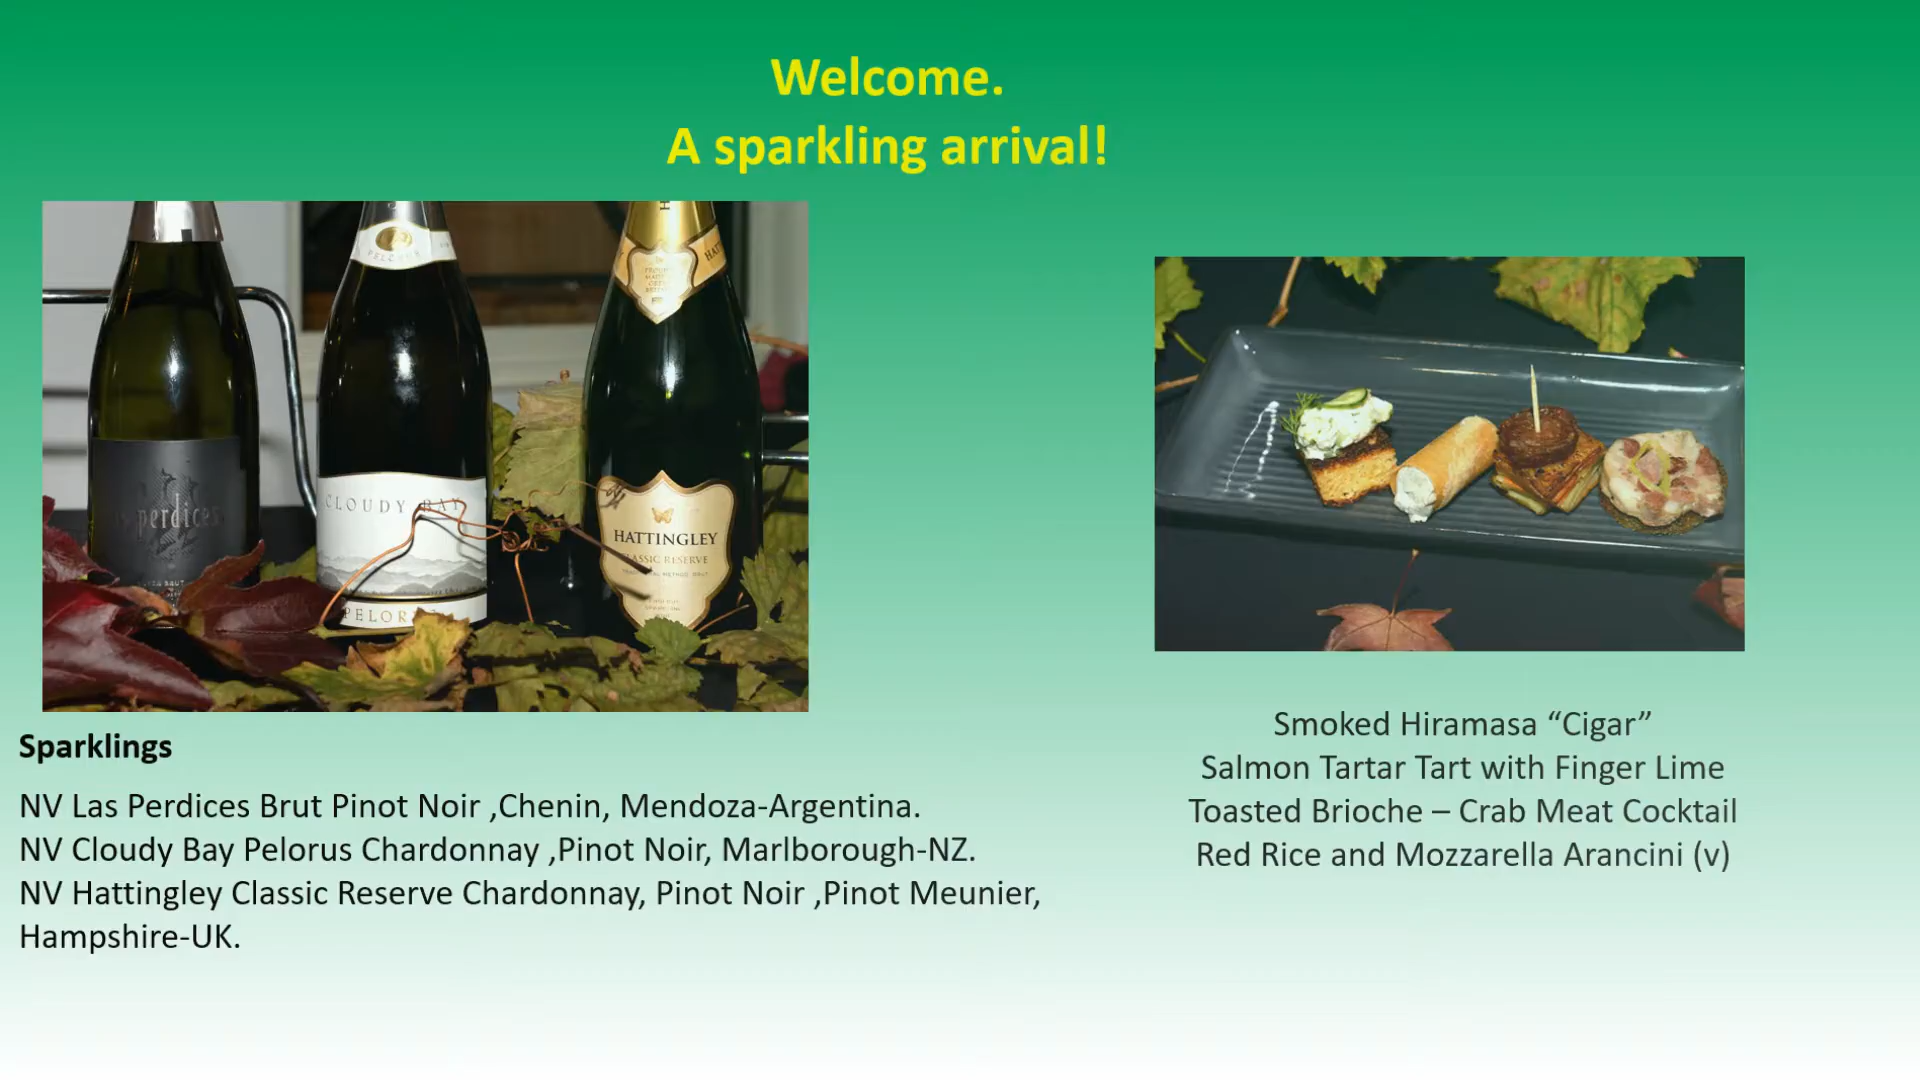 Welcome.
A sparkling arrival!
PELORUS
perdices
CLOUDY BAY
PELOR
HATTINGLEY
CLASSIC RESERVE
Sparklings
NV Las Perdices Brut Pinot Noir ,Chenin, Mendoza-Argentina.
NV Cloudy Bay Pelorus Chardonnay ,Pinot Noir, Marlborough-NZ.
NV Hattingley Classic Reserve Chardonnay, Pinot Noir ,Pinot Meunier,
Hampshire-UK.
Smoked Hiramasa “Cigar”
Salmon Tartar Tart with Finger Lime
Toasted Brioche – Crab Meat Cocktail
Red Rice and Mozzarella Arancini (v)